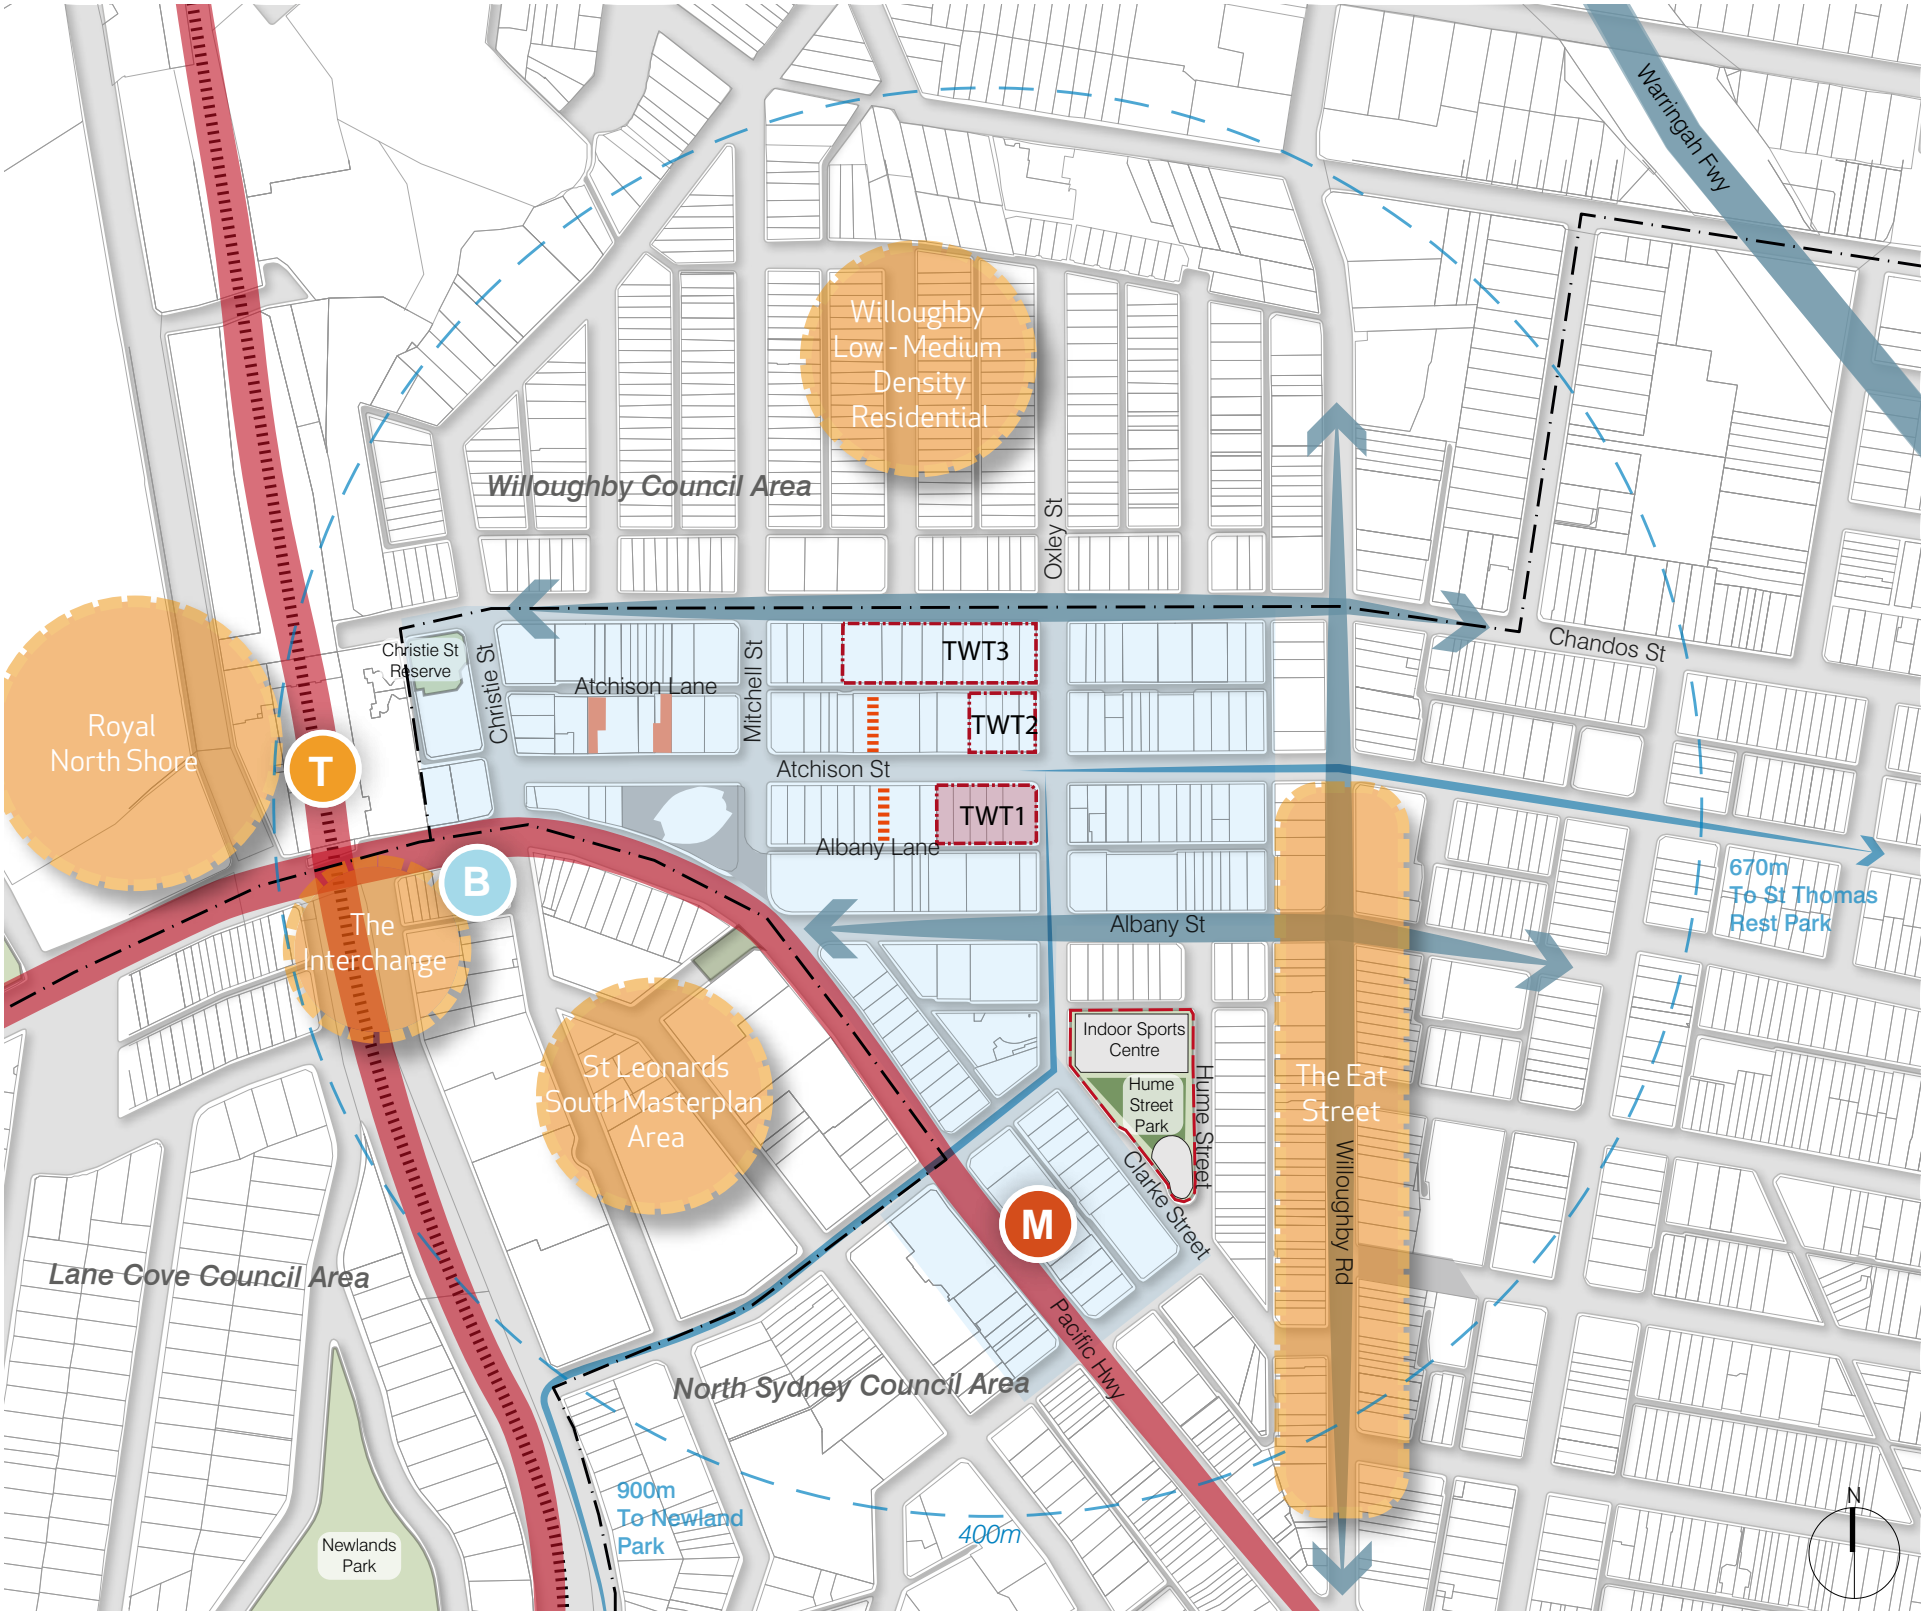 Warringah Fwy
Willoughby
Low - Medium
Density
Residential
Willoughby Council Area
Oxley St
Chandos St
Christie St
Reserve
Christie St
Atchison Lane
Mitchell St
TWT3
TWT2
Atchison St
TWT1
Albany Lane
Royal
North Shore
T
B
The
Interchange
Albany St
670m
To St Thomas
Rest Park
St Leonards
South Masterplan
Area
Indoor Sports
Centre
Hume
Street
Park
Hume Street
Clarke Street
The Eat
Street
Willoughby Rd
M
Lane Cove Council Area
Pacific Hwy
North Sydney Council Area
900m
To Newland
Park
400m
Newlands
Park
N